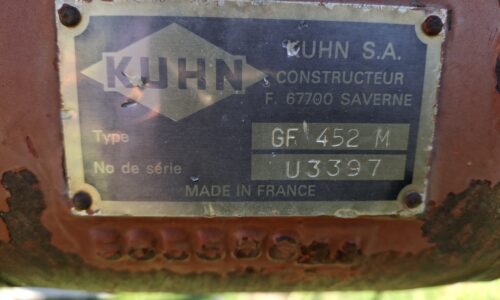 KUHN
KUHN S.A.
CONSTRUCTEUR
F. 67700 SAVERNE
Type GF 452 M
No de série U3397
MADE IN FRANCE